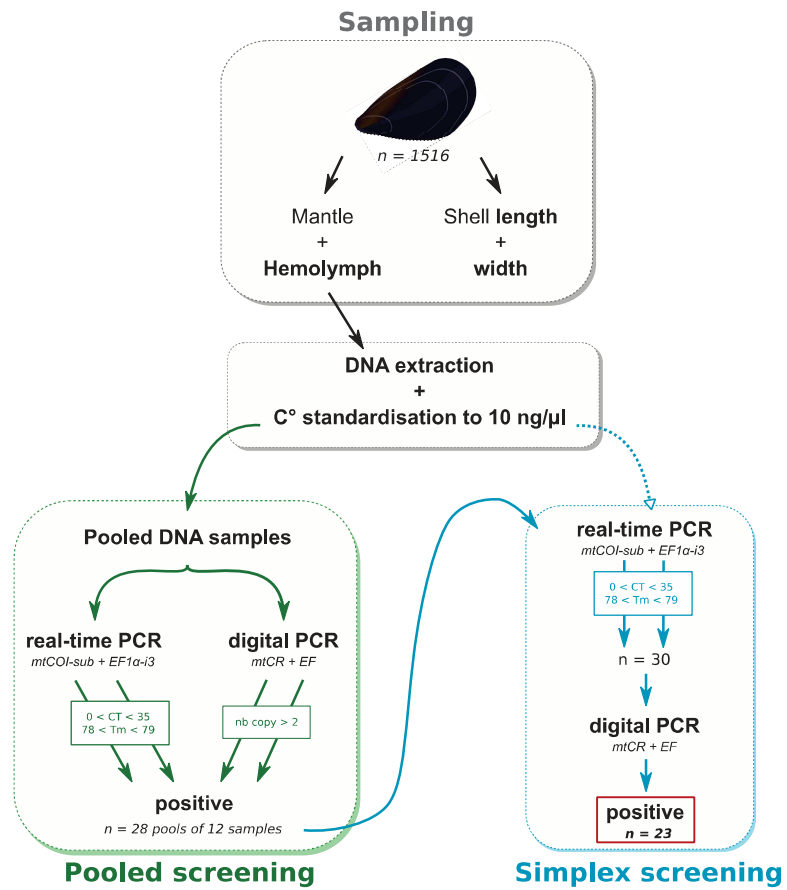 Sampling
n = 1516
Mantle
+
Hemolymph
Shell length
+
width
DNA extraction
+
C° standardisation to 10 ng/µl
Pooled DNA samples
real-time PCR
mtCOI-sub + EF1α-i3
0 < CT < 35
78 < Tm < 79
digital PCR
mtCR + EF
nb copy > 2
positive
n = 28 pools of 12 samples
Pooled screening
real-time PCR
mtCOI-sub + EF1α-i3
0 < CT < 35
78 < Tm < 79
n = 30
digital PCR
mtCR + EF
positive
n = 23
Simplex screening